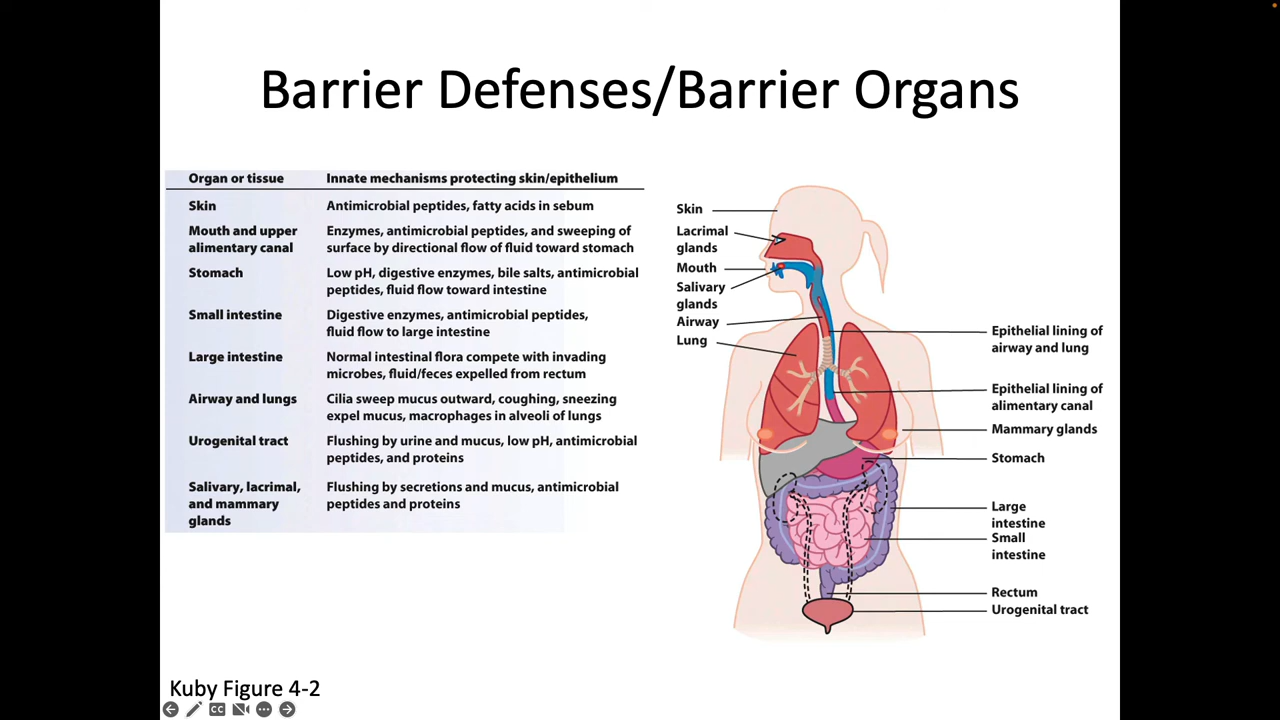 Barrier Defenses/Barrier Organs
Organ or tissue
Innate mechanisms protecting skin/epithelium
Skin
Antimicrobial peptides, fatty acids in sebum
Mouth and upper
alimentary canal
Enzymes, antimicrobial peptides, and sweeping of
surface by directional flow of fluid toward stomach
Stomach
Low pH, digestive enzymes, bile salts, antimicrobial
peptides, fluid flow toward intestine
Small intestine
Digestive enzymes, antimicrobial peptides,
fluid flow to large intestine
Large intestine
Normal intestinal flora compete with invading
microbes, fluid/feces expelled from rectum
Airway and lungs
Cilia sweep mucus outward, coughing, sneezing
expel mucus, macrophages in alveoli of lungs
Urogenital tract
Flushing by urine and mucus, low pH, antimicrobial
peptides, and proteins
Salivary, lacrimal,
and mammary
glands
Flushing by secretions and mucus, antimicrobial
peptides and proteins
Skin
Lacrimal
glands
Mouth
Salivary
glands
Airway
Lung
Epithelial lining of
airway and lung
Epithelial lining of
alimentary canal
Mammary glands
Stomach
Large
intestine
Small
intestine
Rectum
Urogenital tract
Kuby Figure 4-2
CC